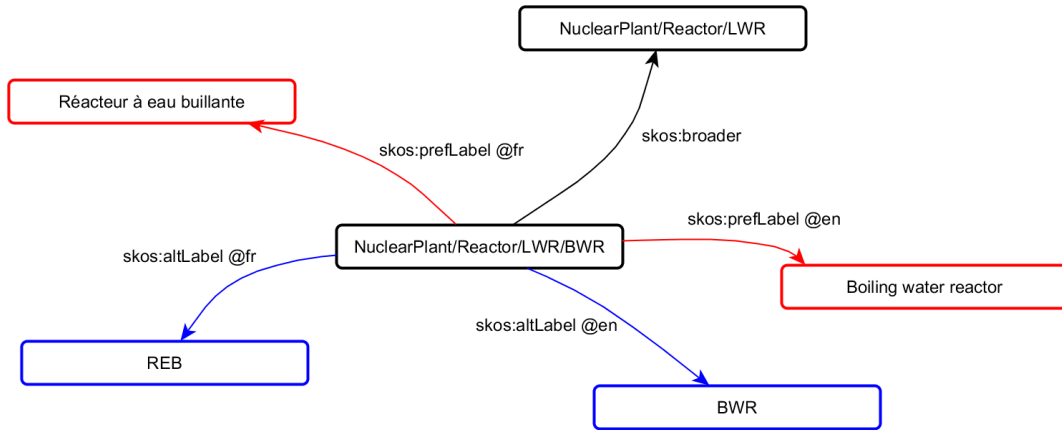 NuclearPlant/Reactor/LWR
Réacteur à eau buillante
skos:broader
skos:prefLabel @fr
skos:prefLabel @en
NuclearPlant/Reactor/LWR/BWR
skos:altLabel @fr
Boiling water reactor
skos:altLabel @en
REB
BWR